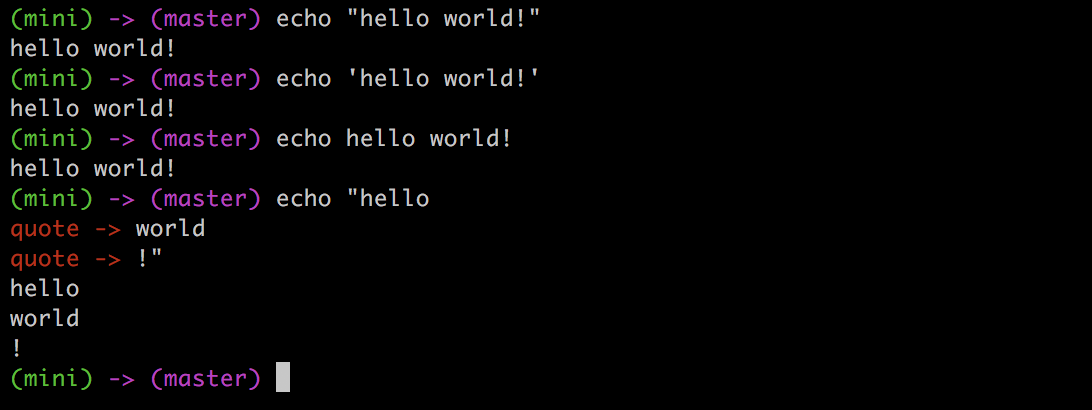 (mini) -> (master) echo "hello world!"
hello world!
(mini) -> (master) echo 'hello world!'
hello world!
(mini) -> (master) echo hello world!
hello world!
(mini) -> (master) echo "hello
quote -> world
quote -> !"
hello
world
!
(mini) -> (master)